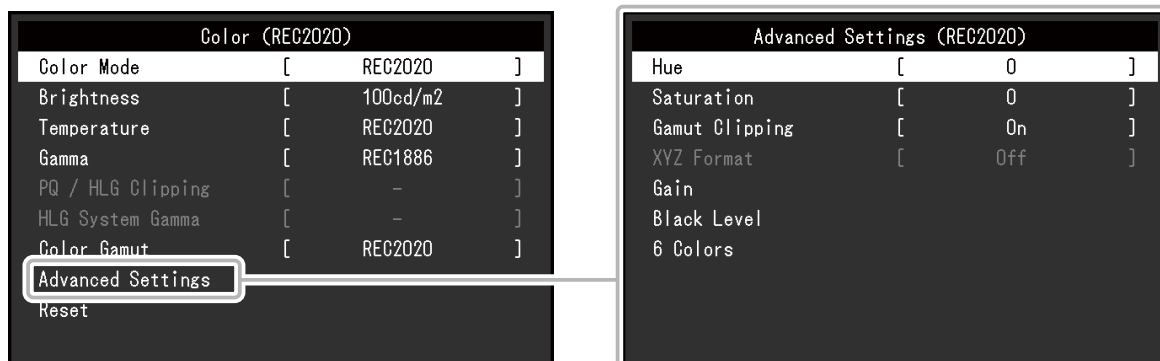 Color (REC2020)
Color Mode [ REC2020 ]
Brightness [ 100cd/m2 ]
Temperature [ REC2020 ]
Gamma [ REC1886 ]
PQ / HLG Clipping [ - ]
HLG System Gamma [ - ]
Color Gamut [ REC2020 ]
Advanced Settings
Reset
Advanced Settings (REC2020)
Hue [ 0 ]
Saturation [ 0 ]
Gamut Clipping [ On ]
XYZ Format [ Off ]
Gain
Black Level
6 Colors